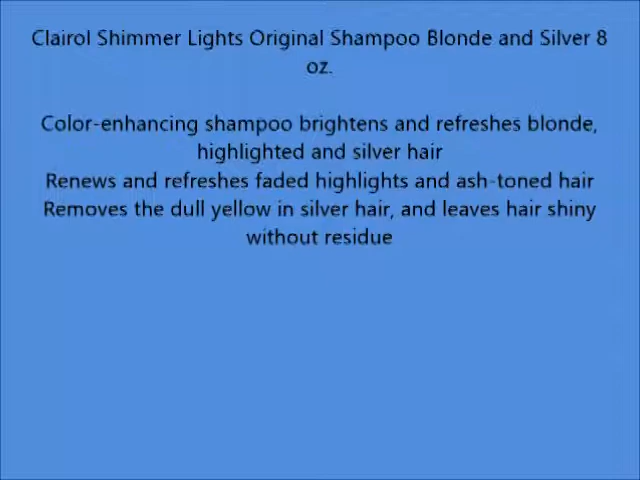 Clairol Shimmer Lights Original Shampoo Blonde and Silver 8
oz.
Color-enhancing shampoo brightens and refreshes blonde,
highlighted and silver hair
Renews and refreshes faded highlights and ash-toned hair
Removes the dull yellow in silver hair, and leaves hair shiny
without residue